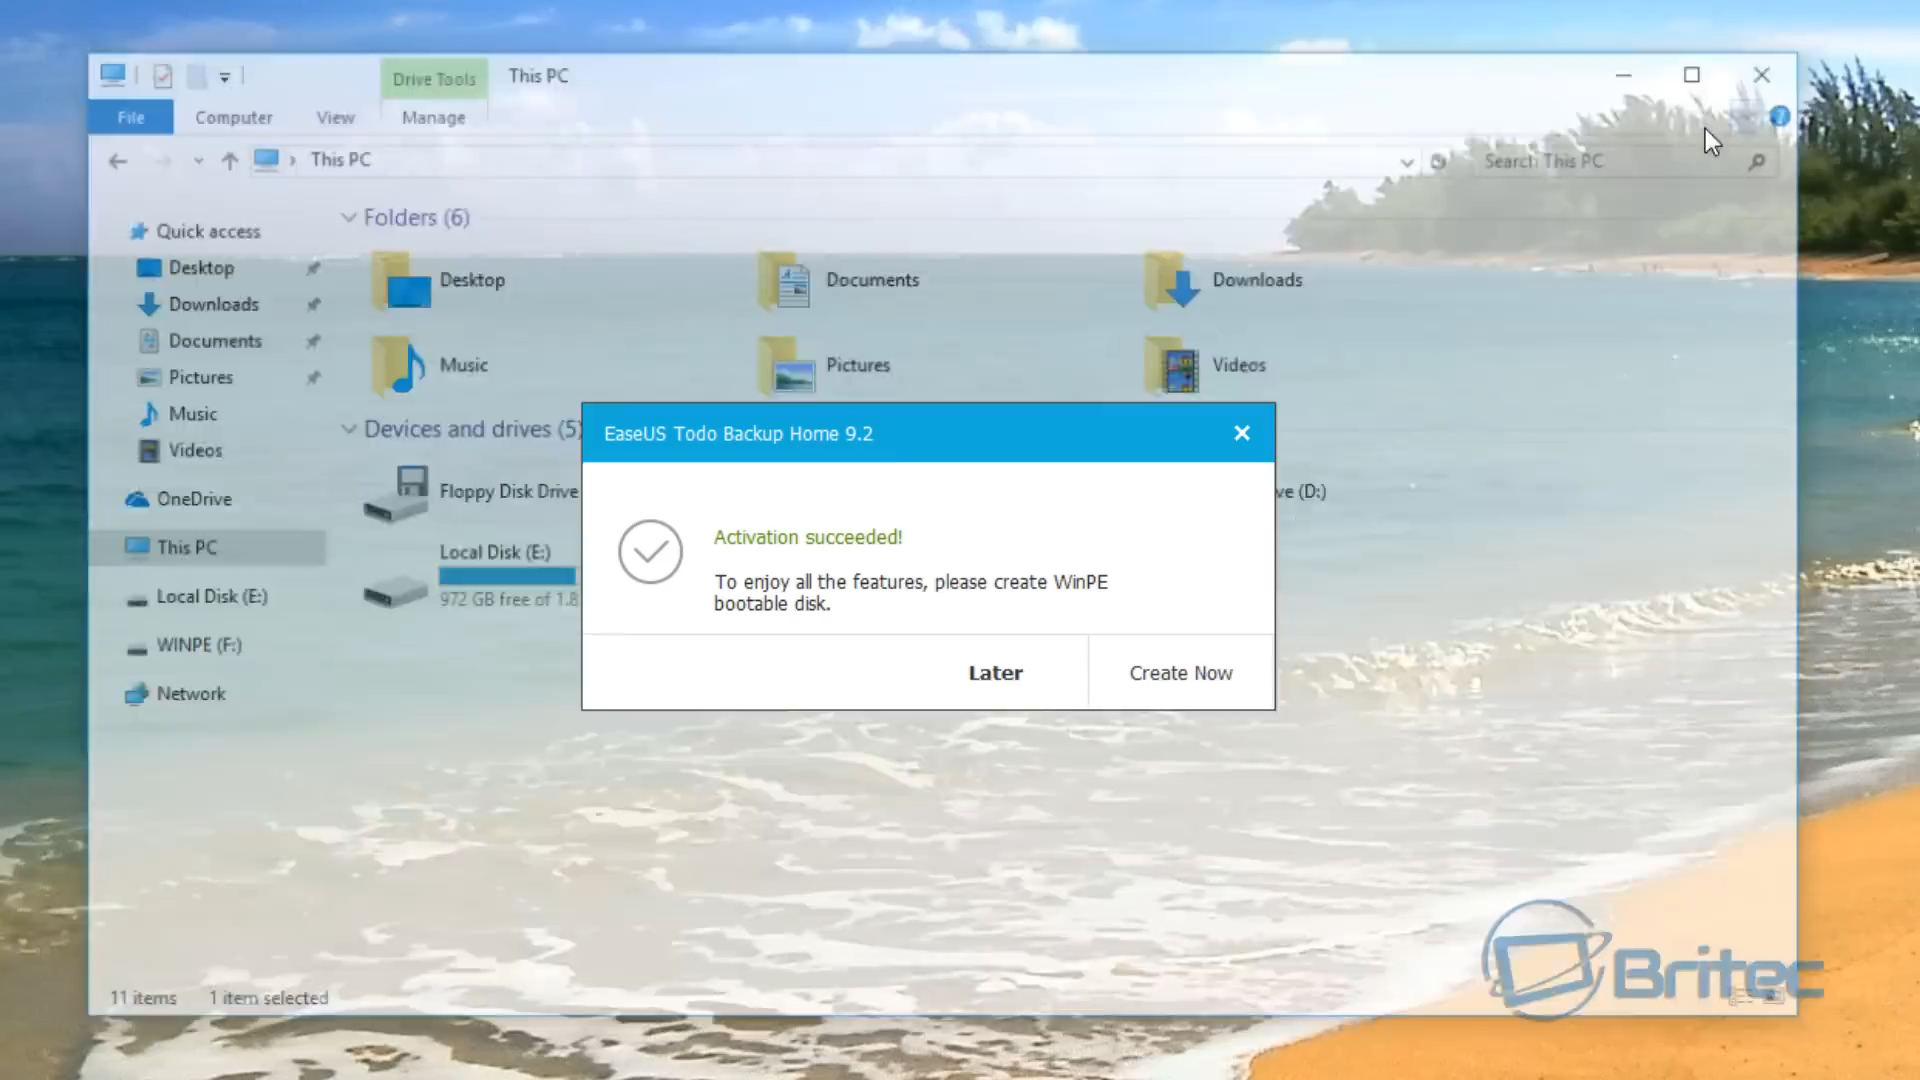 Drive Tools
This PC
File
Computer
View
Manage
This PC
Search This PC
Quick access
Desktop
Downloads
Documents
Pictures
Music
Videos
OneDrive
This PC
Local Disk (E:)
WINPE (F:)
Network
Folders (6)
Desktop
Documents
Downloads
Music
Pictures
Videos
Devices and drives (5)
Floppy Disk Drive
ve (D:)
Local Disk (E:)
972 GB free of 1.8
EaseUS Todo Backup Home 9.2
Activation succeeded!
To enjoy all the features, please create WinPE
bootable disk.
Later
Create Now
11 items
1 item selected
Britec